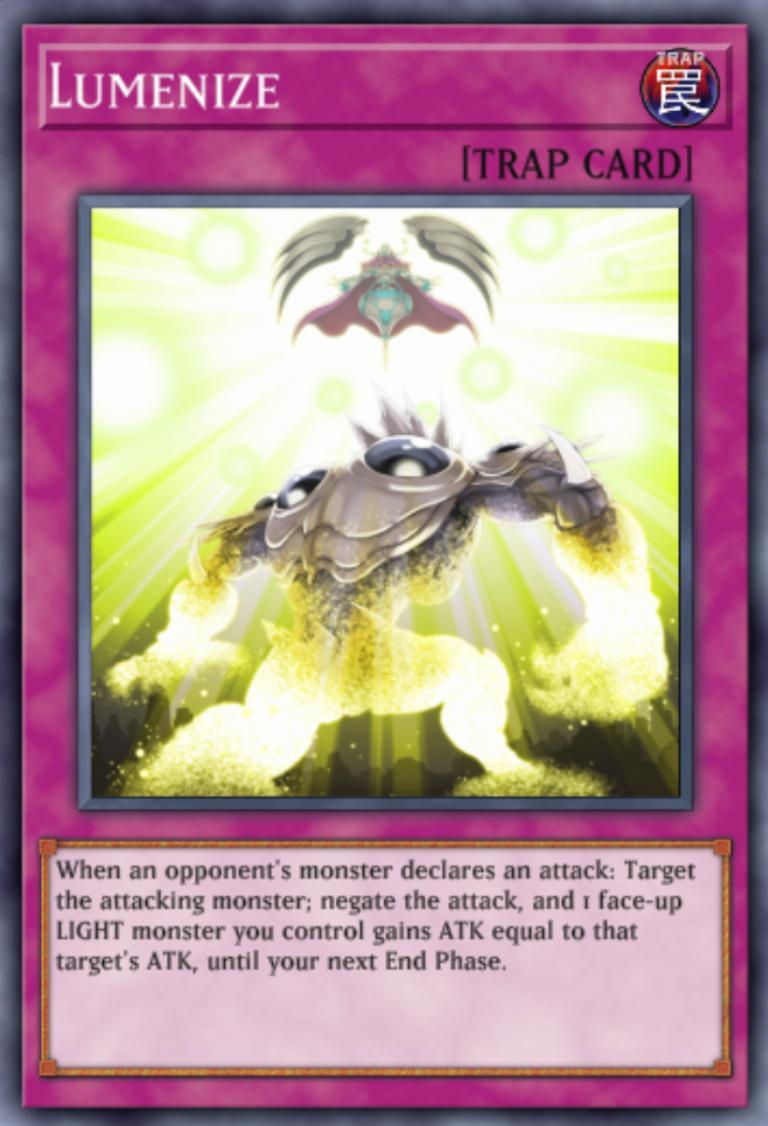 LUMENIZE
TRAP
罠
[TRAP CARD]
When an opponent's monster declares an attack: Target
the attacking monster; negate the attack, and 1 face-up
LIGHT monster you control gains ATK equal to that
target's ATK, until your next End Phase.